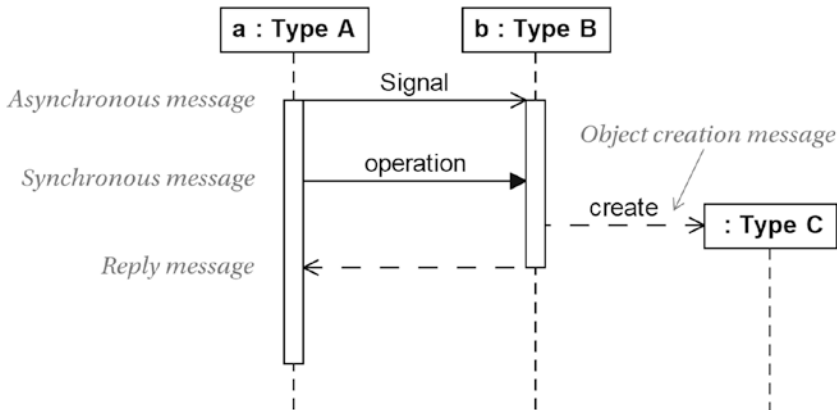 a : Type A
b : Type B
Signal
Asynchronous message
Object creation message
operation
Synchronous message
create
: Type C
Reply message